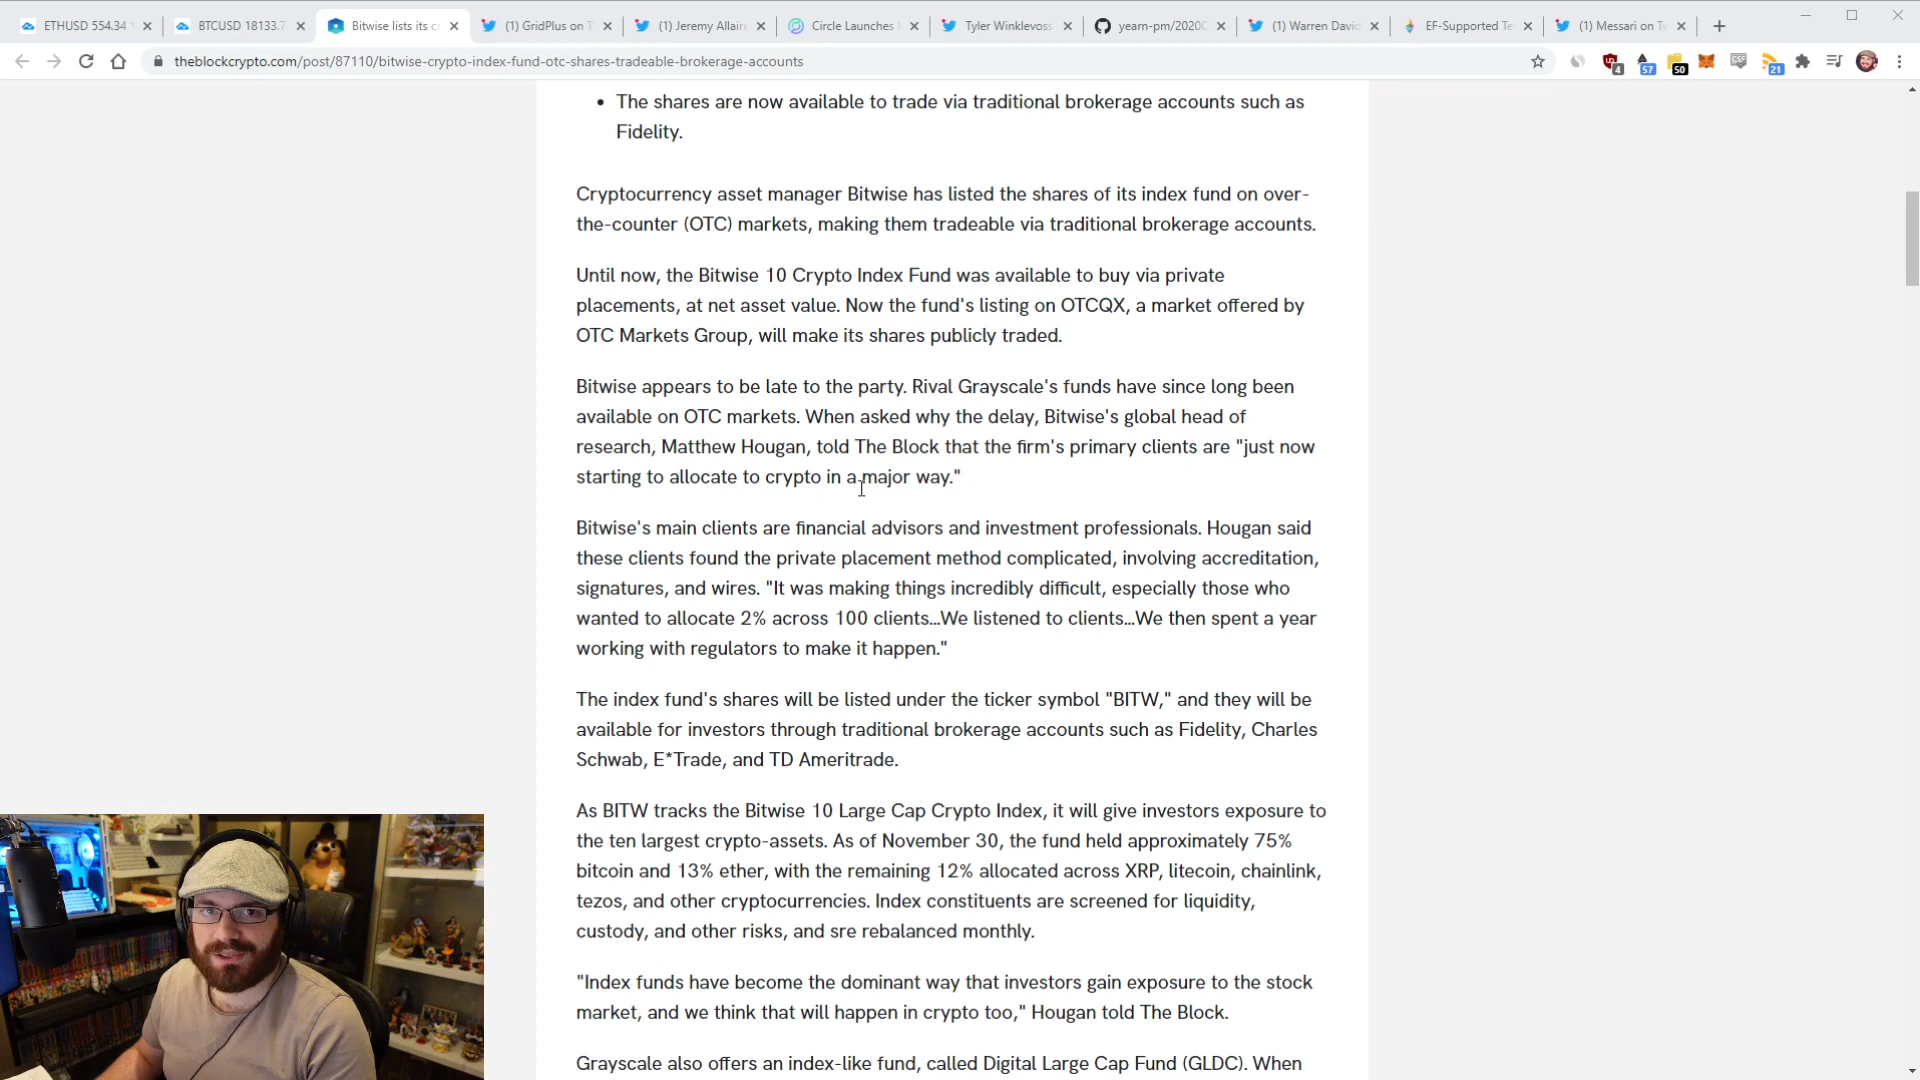 ETHUSD 554.34
BTCUSD 18133.7
Bitwise lists its c
(1) GridPlus on T
(1) Jeremy Allair
Circle Launches
Tyler Winklevoss
yearn-pm/2020
(1) Warren David
EF-Supported Te
(1) Messari on Tw
theblockcrypto.com/post/87110/bitwise-crypto-index-fund-otc-shares-tradeable-brokerage-accounts
4
57
50
21
• The shares are now available to trade via traditional brokerage accounts such as
Fidelity.
Cryptocurrency asset manager Bitwise has listed the shares of its index fund on over-
the-counter (OTC) markets, making them tradeable via traditional brokerage accounts.
Until now, the Bitwise 10 Crypto Index Fund was available to buy via private
placements, at net asset value. Now the fund's listing on OTCQX, a market offered by
OTC Markets Group, will make its shares publicly traded.
Bitwise appears to be late to the party. Rival Grayscale's funds have since long been
available on OTC markets. When asked why the delay, Bitwise's global head of
research, Matthew Hougan, told The Block that the firm's primary clients are "just now
starting to allocate to crypto in a major way."
Bitwise's main clients are financial advisors and investment professionals. Hougan said
these clients found the private placement method complicated, involving accreditation,
signatures, and wires. "It was making things incredibly difficult, especially those who
wanted to allocate 2% across 100 clients...We listened to clients...We then spent a year
working with regulators to make it happen."
The index fund's shares will be listed under the ticker symbol "BITW," and they will be
available for investors through traditional brokerage accounts such as Fidelity, Charles
Schwab, E*Trade, and TD Ameritrade.
As BITW tracks the Bitwise 10 Large Cap Crypto Index, it will give investors exposure to
the ten largest crypto-assets. As of November 30, the fund held approximately 75%
bitcoin and 13% ether, with the remaining 12% allocated across XRP, litecoin, chainlink,
tezos, and other cryptocurrencies. Index constituents are screened for liquidity,
custody, and other risks, and sre rebalanced monthly.
"Index funds have become the dominant way that investors gain exposure to the stock
market, and we think that will happen in crypto too," Hougan told The Block.
Grayscale also offers an index-like fund, called Digital Large Cap Fund (GLDC). When